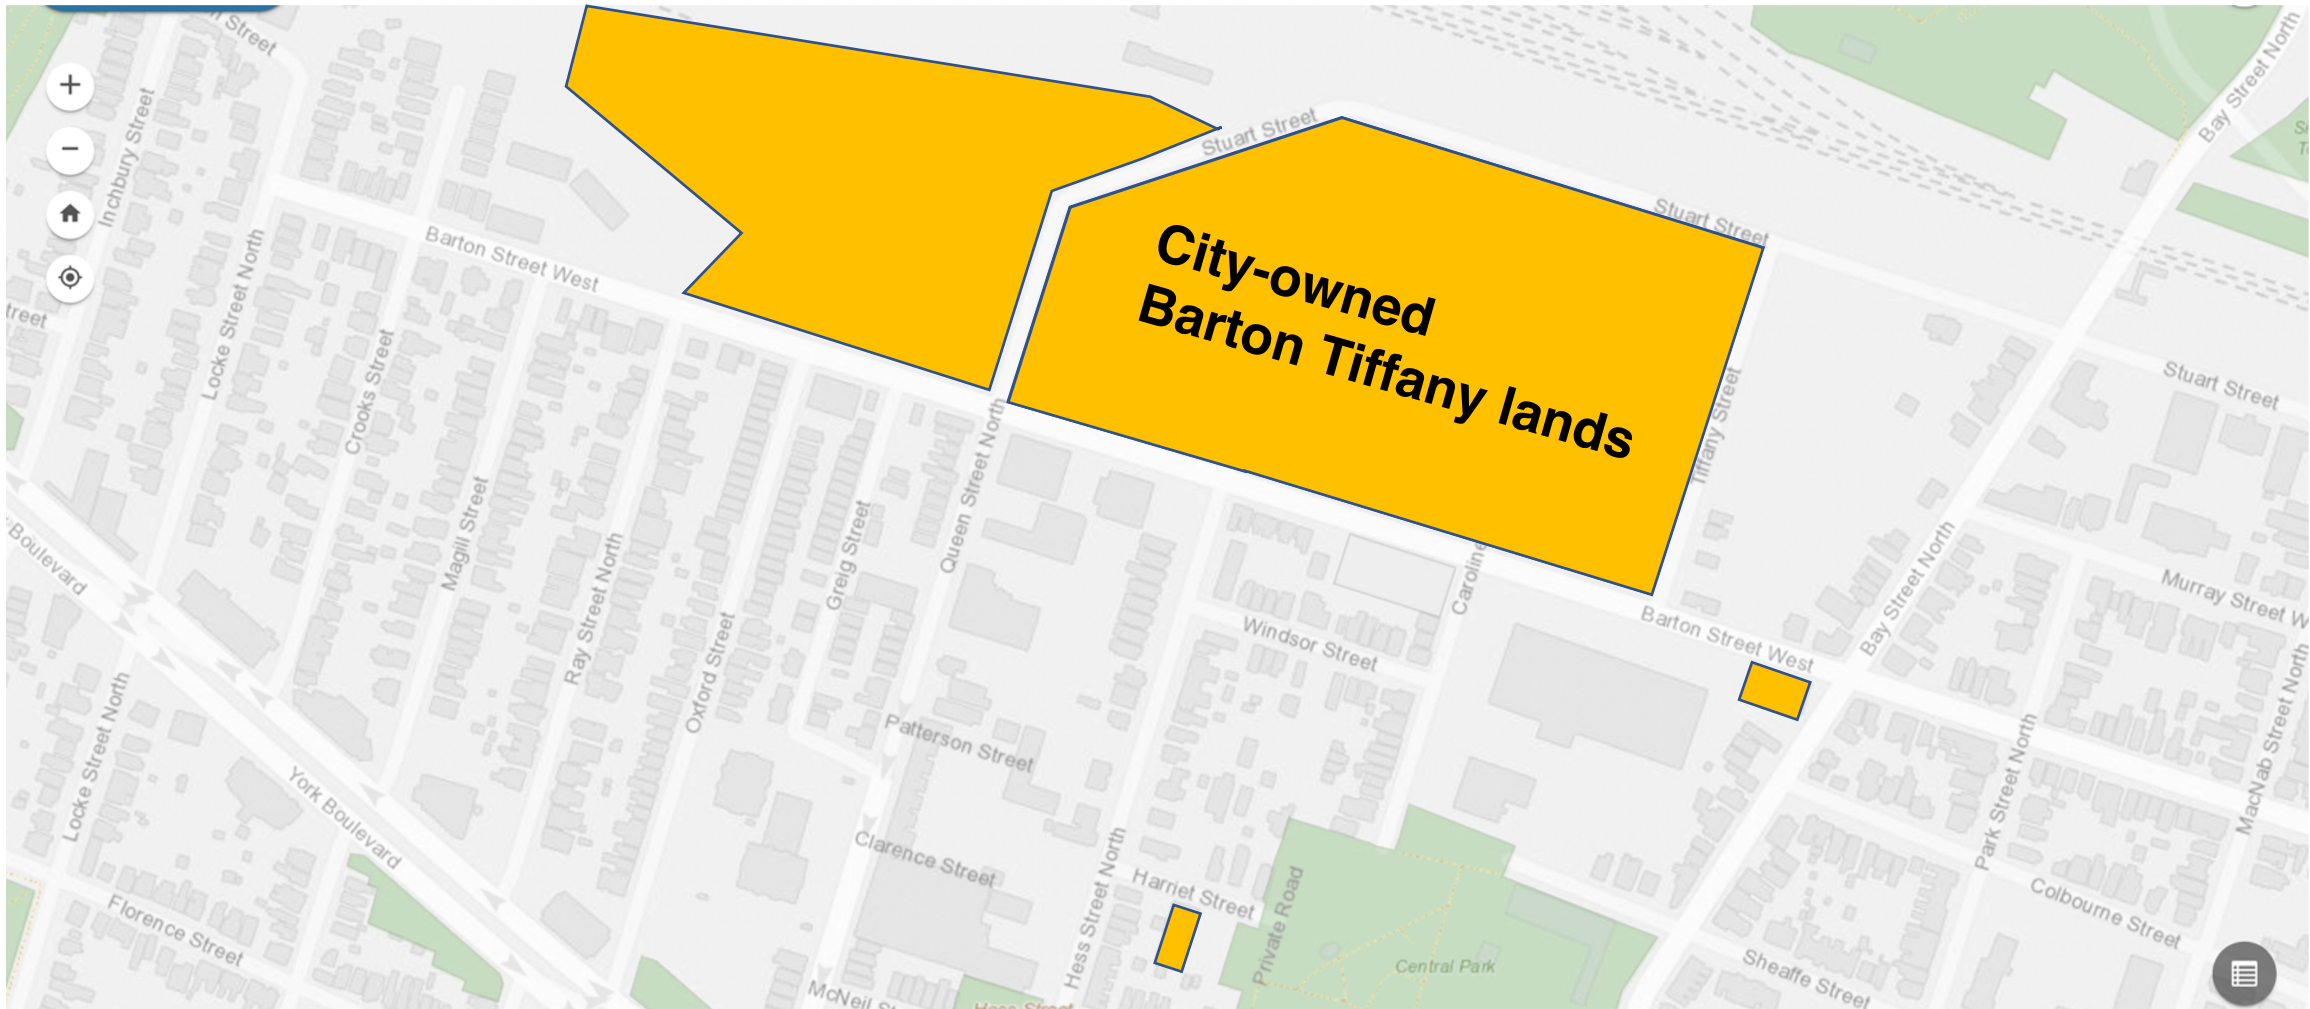 Street
Inchbury Street
Locke Street North
Barton Street West
Crooks Street
Magill Street
Ray Street North
Oxford Street
Greig Street
Queen Street North
Stuart Street
Stuart Street
Bay Street North
City-owned
Barton Tiffany lands
Tiffany Street
Stuart Street
Boulevard
Caroline
Windsor Street
Barton Street West
Bay Street North
Murray Street W
MacNab Street North
Park Street North
Patterson Street
Locke Street North
York Boulevard
Clarence Street
Hess Street North
Harriet Street
Private Road
Central Park
Colbourne Street
Sheaffe Street
Florence Street
McNeil St
Hess Street